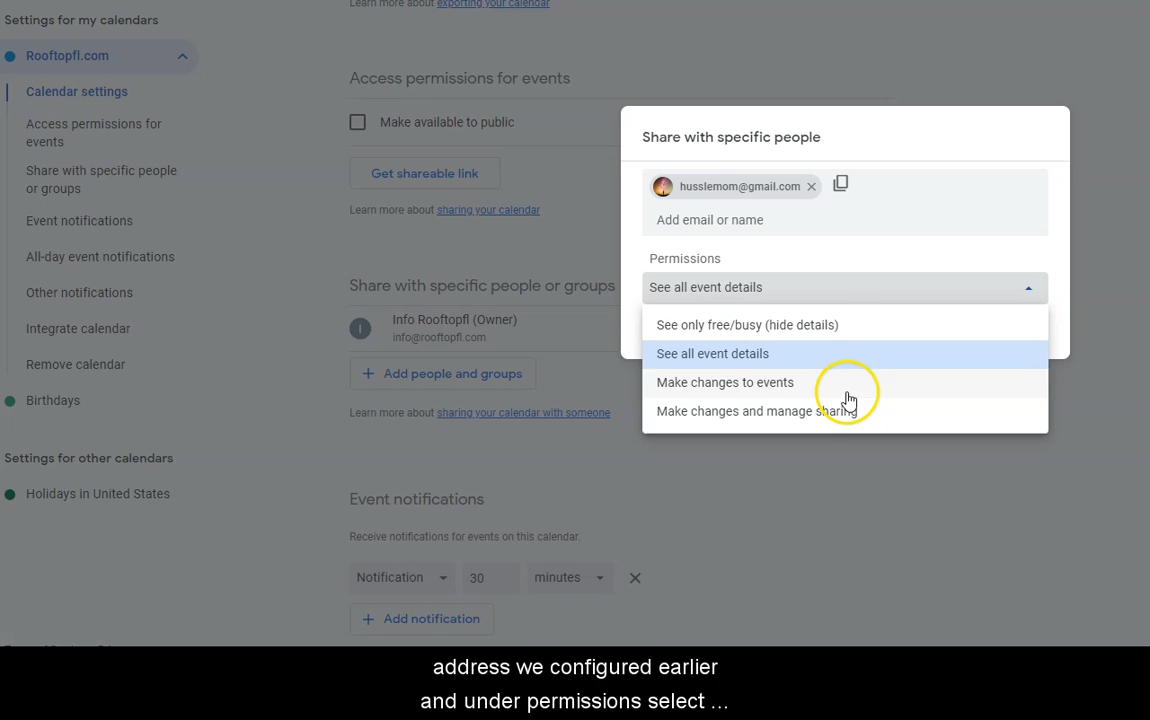 Learn more about exporting your calendar
Settings for my calendars
Rooftopfl.com
Calendar settings
Access permissions for
events
Share with specific people
or groups
Event notifications
All-day event notifications
Other notifications
Integrate calendar
Remove calendar
Birthdays
Settings for other calendars
Holidays in United States
Access permissions for events
Make available to public
Get shareable link
Learn more about sharing your calendar
Share with specific people or groups
I
Info Rooftopfl (Owner)
info@rooftopfl.com
+ Add people and groups
Learn more about sharing your calendar with someone
Event notifications
Receive notifications for events on this calendar.
Notification 30 minutes
+ Add notification
Share with specific people
husslemom@gmail.com
Add email or name
Permissions
See all event details
See only free/busy (hide details)
See all event details
Make changes to events
Make changes and manage sharing
address we configured earlier
and under permissions select ...